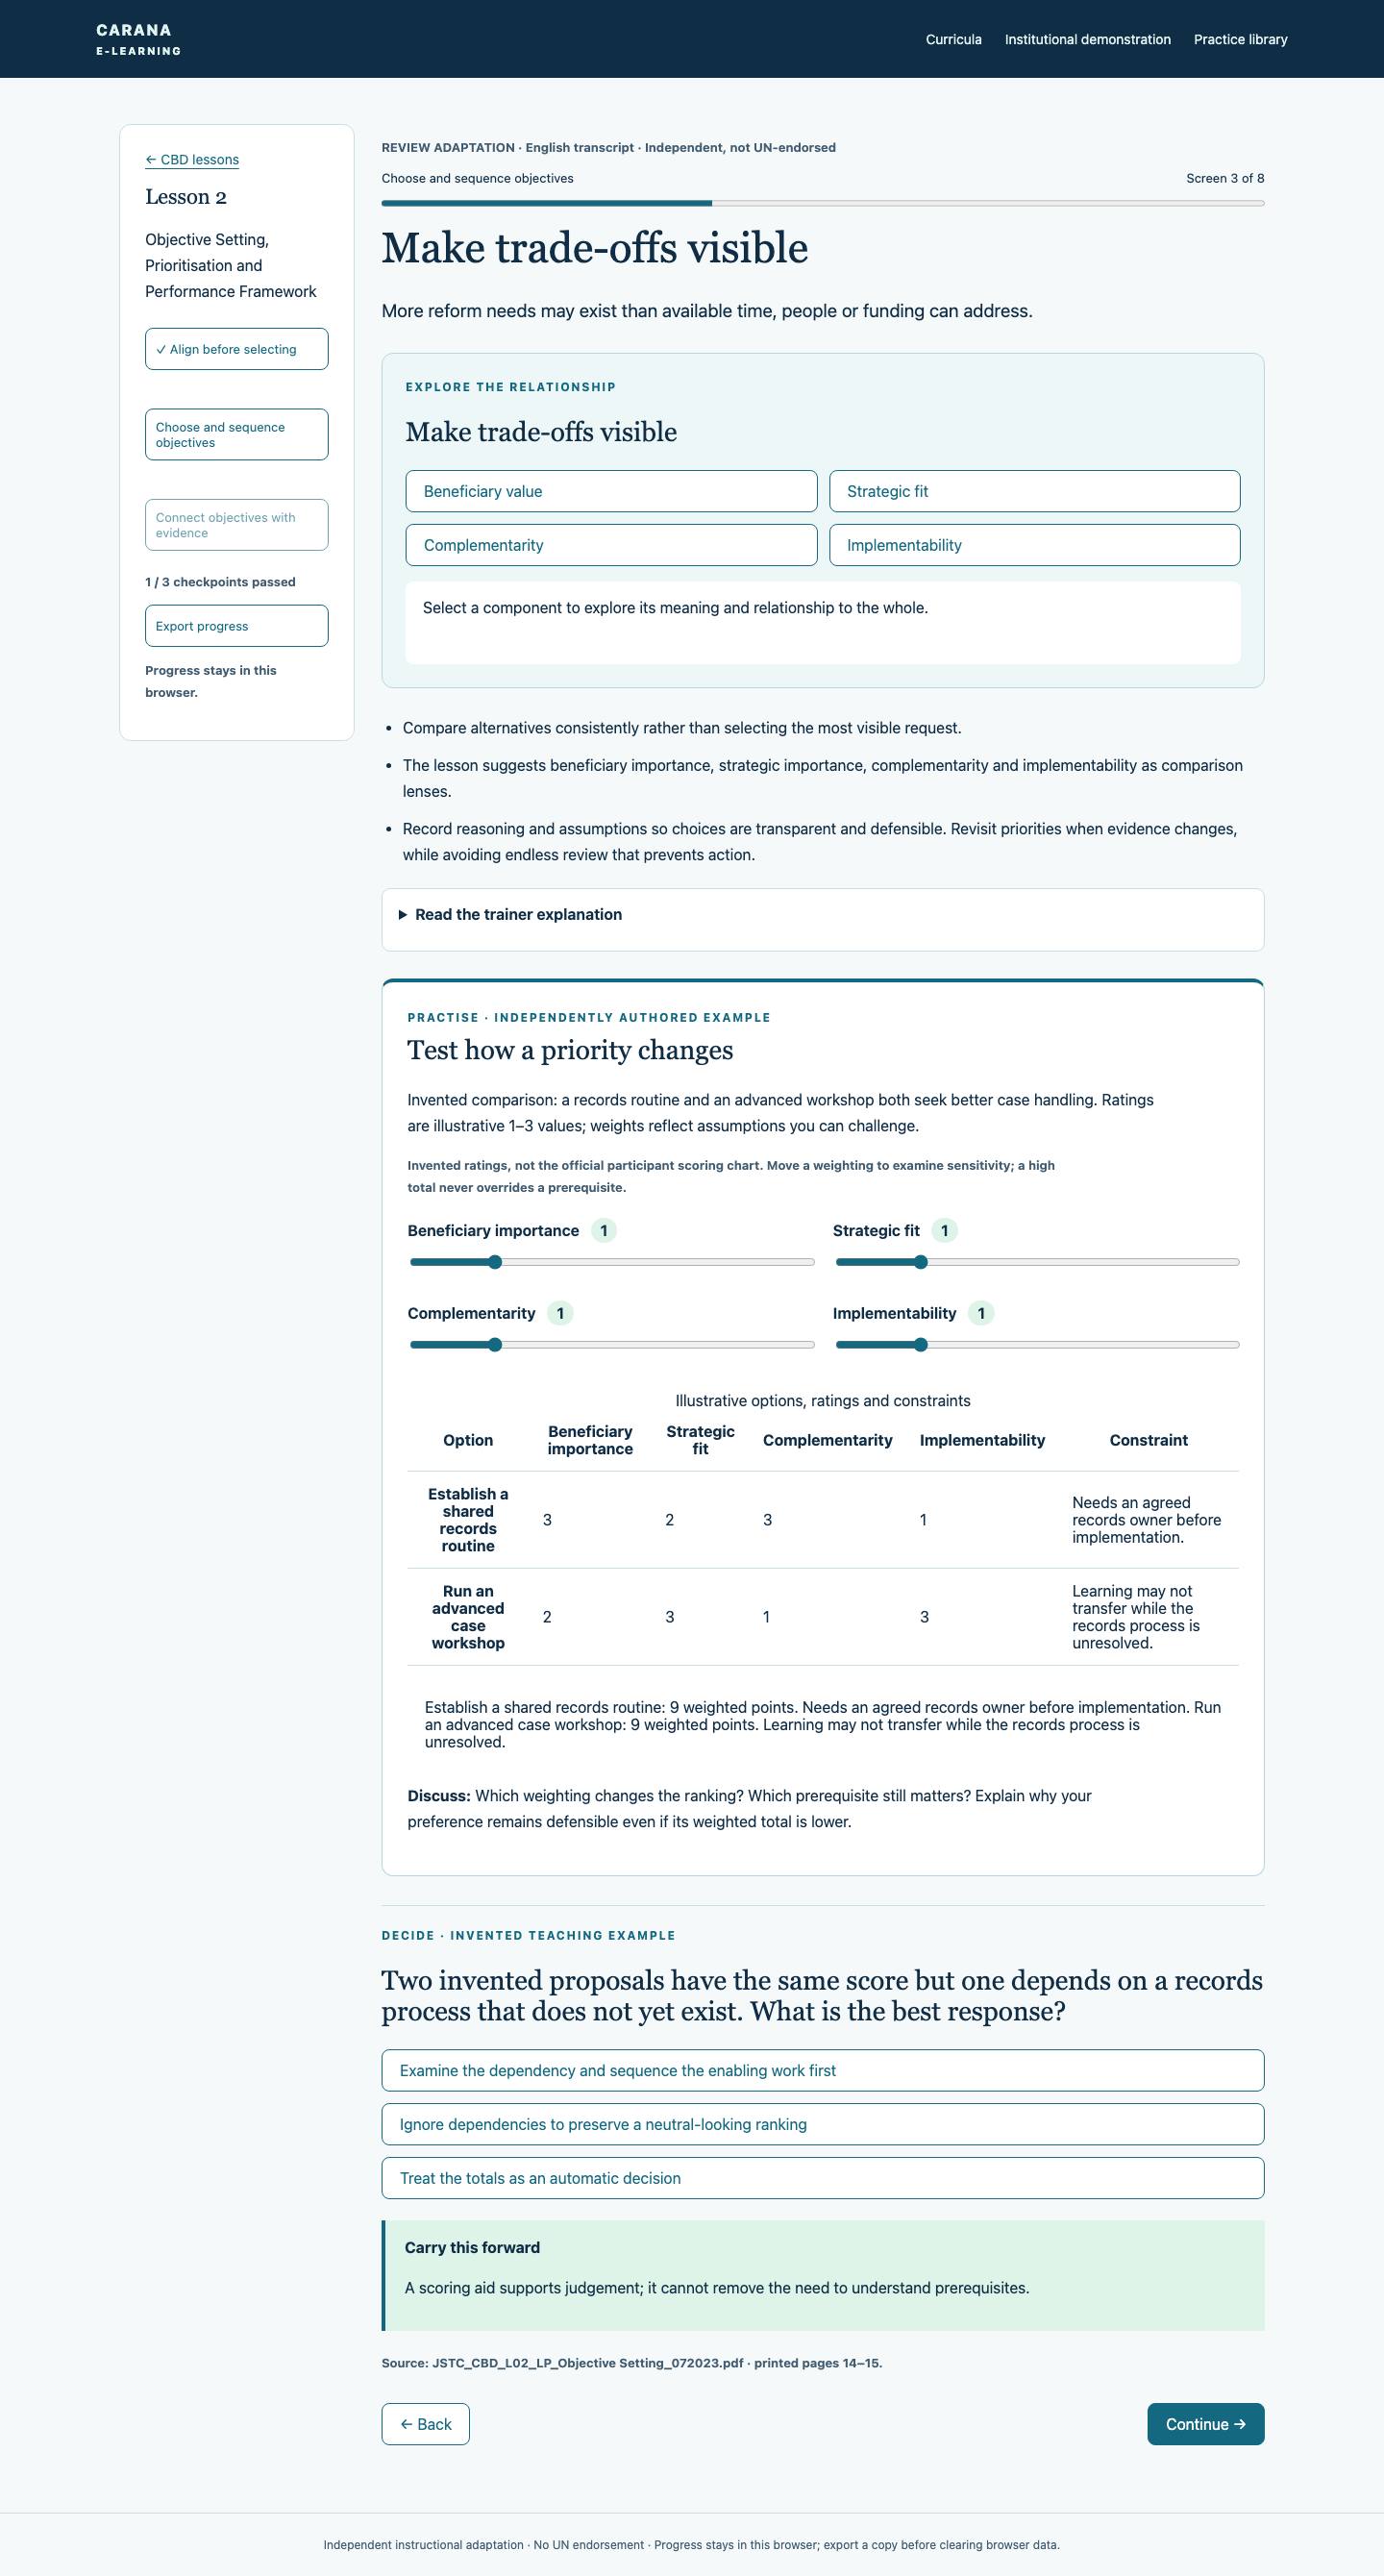 CARANA
E-LEARNING
Curricula
Institutional demonstration
Practice library
← CBD lessons
Lesson 2
Objective Setting,
Prioritisation and
Performance Framework
✓ Align before selecting
Choose and sequence
objectives
Connect objectives with
evidence
1 / 3 checkpoints passed
Export progress
Progress stays in this
browser.
REVIEW ADAPTATION · English transcript · Independent, not UN-endorsed
Choose and sequence objectives
Screen 3 of 8
Make trade-offs visible
More reform needs may exist than available time, people or funding can address.
EXPLORE THE RELATIONSHIP
Make trade-offs visible
Beneficiary value
Strategic fit
Complementarity
Implementability
Select a component to explore its meaning and relationship to the whole.
• Compare alternatives consistently rather than selecting the most visible request.
• The lesson suggests beneficiary importance, strategic importance, complementarity and implementability as comparison
lenses.
• Record reasoning and assumptions so choices are transparent and defensible. Revisit priorities when evidence changes,
while avoiding endless review that prevents action.
▶ Read the trainer explanation
PRACTISE · INDEPENDENTLY AUTHORED EXAMPLE
Test how a priority changes
Invented comparison: a records routine and an advanced workshop both seek better case handling. Ratings
are illustrative 1–3 values; weights reflect assumptions you can challenge.
Invented ratings, not the official participant scoring chart. Move a weighting to examine sensitivity; a high
total never overrides a prerequisite.
Beneficiary importance 1
Strategic fit 1
Complementarity 1
Implementability 1
Illustrative options, ratings and constraints
Option
Beneficiary
importance
Strategic
fit
Complementarity
Implementability
Constraint
Establish a
shared
records
routine
3
2
3
1
Needs an agreed
records owner before
implementation.
Run an
advanced
case
workshop
2
3
1
3
Learning may not
transfer while the
records process is
unresolved.
Establish a shared records routine: 9 weighted points. Needs an agreed records owner before implementation. Run
an advanced case workshop: 9 weighted points. Learning may not transfer while the records process is
unresolved.
Discuss: Which weighting changes the ranking? Which prerequisite still matters? Explain why your
preference remains defensible even if its weighted total is lower.
DECIDE · INVENTED TEACHING EXAMPLE
Two invented proposals have the same score but one depends on a records
process that does not yet exist. What is the best response?
Examine the dependency and sequence the enabling work first
Ignore dependencies to preserve a neutral-looking ranking
Treat the totals as an automatic decision
Carry this forward
A scoring aid supports judgement; it cannot remove the need to understand prerequisites.
Source: JSTC_CBD_L02_LP_Objective Setting_072023.pdf · printed pages 14–15.
← Back
Continue →
Independent instructional adaptation · No UN endorsement · Progress stays in this browser; export a copy before clearing browser data.